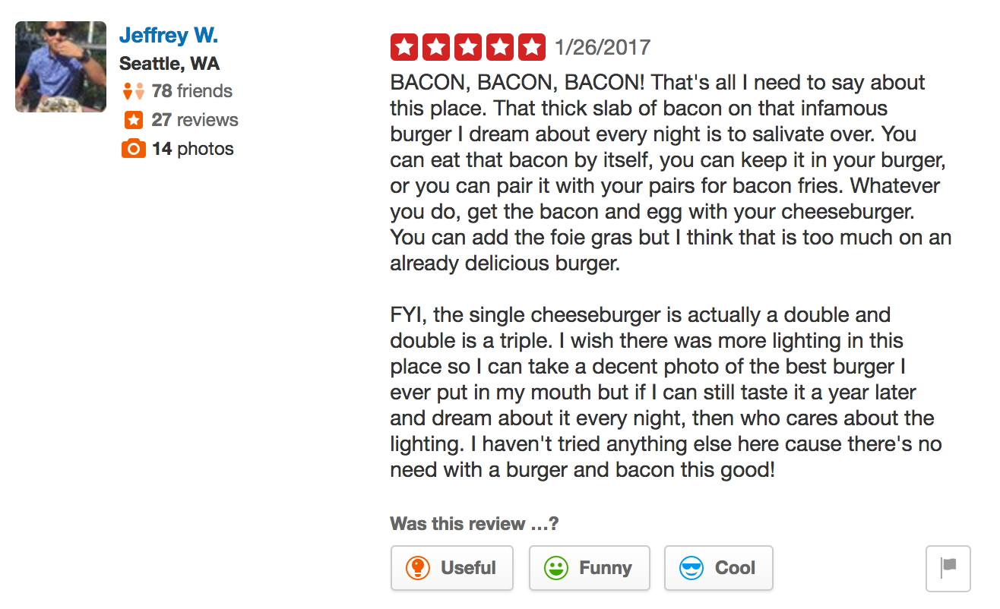 Jeffrey W.
Seattle, WA
78 friends
27 reviews
14 photos
1/26/2017
BACON, BACON, BACON! That's all I need to say about
this place. That thick slab of bacon on that infamous
burger I dream about every night is to salivate over. You
can eat that bacon by itself, you can keep it in your burger,
or you can pair it with your pairs for bacon fries. Whatever
you do, get the bacon and egg with your cheeseburger.
You can add the foie gras but I think that is too much on an
already delicious burger.
FYI, the single cheeseburger is actually a double and
double is a triple. I wish there was more lighting in this
place so I can take a decent photo of the best burger I
ever put in my mouth but if I can still taste it a year later
and dream about it every night, then who cares about the
lighting. I haven't tried anything else here cause there's no
need with a burger and bacon this good!
Was this review ...?
Useful
Funny
Cool